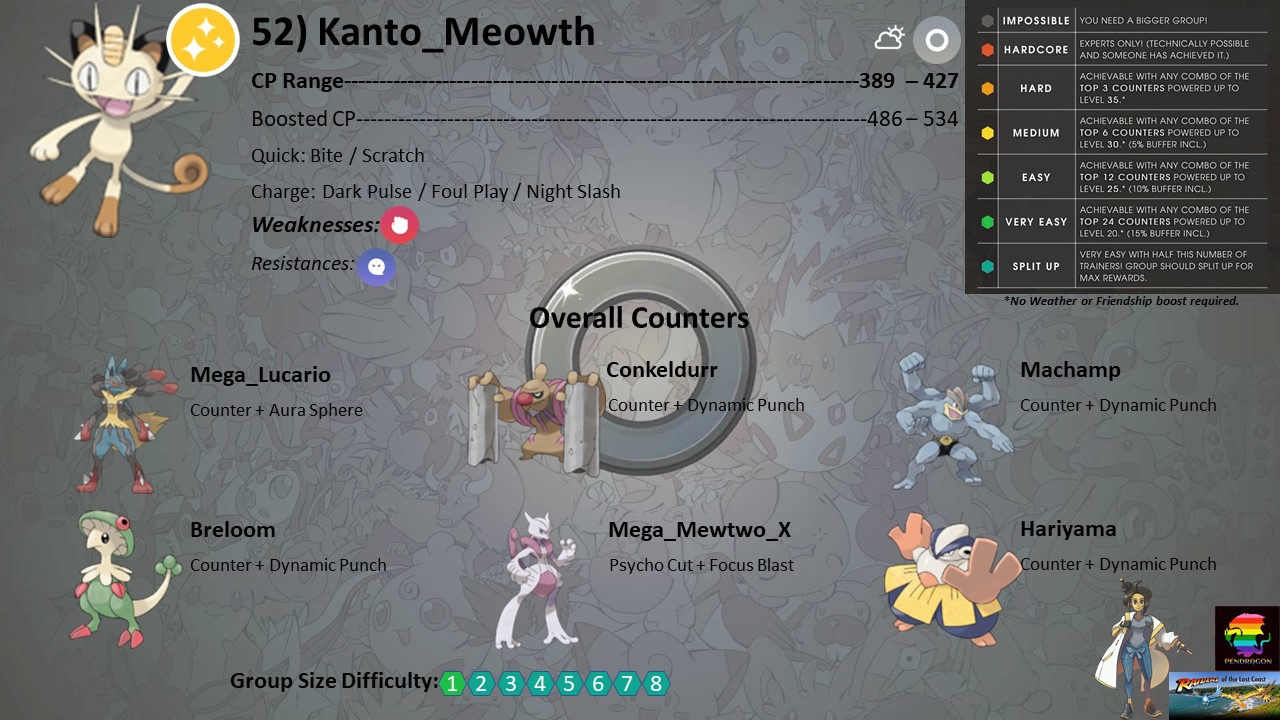 52) Kanto_Meowth
CP Range---389 – 427
Boosted CP---486 – 534
Quick: Bite / Scratch
Charge: Dark Pulse / Foul Play / Night Slash
Weaknesses:
Resistances:
IMPOSSIBLE YOU NEED A BIGGER GROUP!
HARDCORE EXPERTS ONLY! (TECHNICALLY POSSIBLE
AND SOMEONE HAS ACHIEVED IT.)
HARD ACHIEVABLE WITH ANY COMBO OF THE
TOP 3 COUNTERS POWERED UP TO
LEVEL 35.*
MEDIUM ACHIEVABLE WITH ANY COMBO OF THE
TOP 6 COUNTERS POWERED UP TO
LEVEL 30.* (5% BUFFER INCL.)
EASY ACHIEVABLE WITH ANY COMBO OF THE
TOP 12 COUNTERS POWERED UP TO
LEVEL 25.* (10% BUFFER INCL.)
VERY EASY ACHIEVABLE WITH ANY COMBO OF THE
TOP 24 COUNTERS POWERED UP TO
LEVEL 20.* (15% BUFFER INCL.)
SPLIT UP VERY EASY WITH HALF THIS NUMBER OF
TRAINERS! GROUP SHOULD SPLIT UP FOR
MAX REWARDS.
*No Weather or Friendship boost required.
Overall Counters
Mega_Lucario
Counter + Aura Sphere
Conkeldurr
Counter + Dynamic Punch
Machamp
Counter + Dynamic Punch
Breloom
Counter + Dynamic Punch
Mega_Mewtwo_X
Psycho Cut + Focus Blast
Hariyama
Counter + Dynamic Punch
Group Size Difficulty: 1 2 3 4 5 6 7 8
PENDROGON
RAIDERS of the Lost Coast